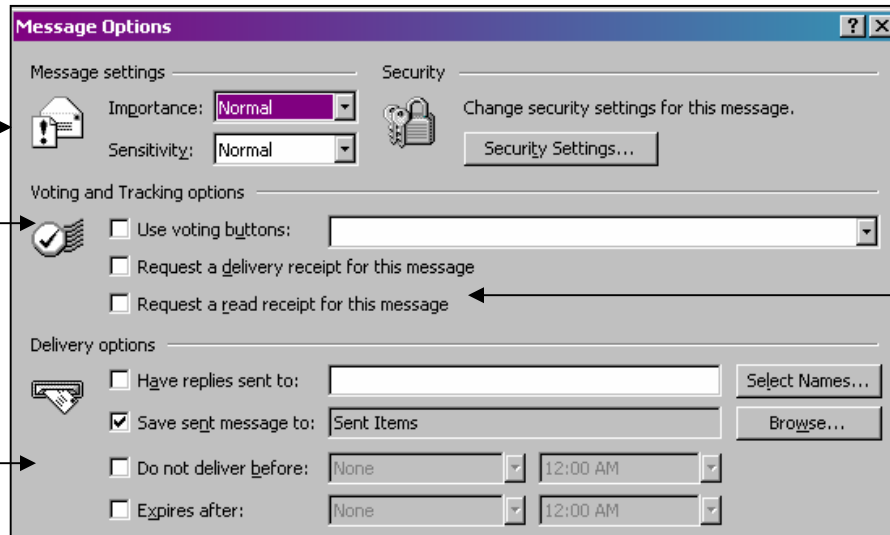 Message Options
Message settings
Security
Importance: Normal
Change security settings for this message.
Sensitivity: Normal
Security Settings...
Voting and Tracking options
Use voting buttons:
Request a delivery receipt for this message
Request a read receipt for this message
Delivery options
Have replies sent to:
Select Names...
Save sent message to: Sent Items
Browse...
Do not deliver before: None 12:00 AM
Expires after: None 12:00 AM